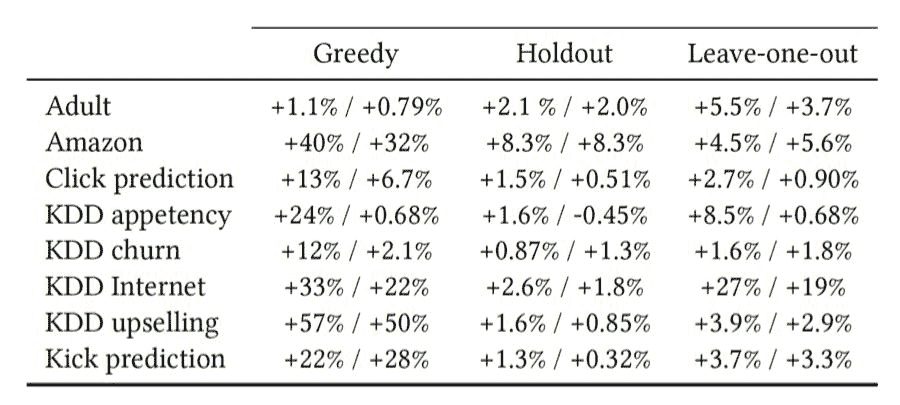 Greedy Holdout Leave-one-out
Adult +1.1% / +0.79% +2.1 % / +2.0% +5.5% / +3.7%
Amazon +40% / +32% +8.3% / +8.3% +4.5% / +5.6%
Click prediction +13% / +6.7% +1.5% / +0.51% +2.7% / +0.90%
KDD appetency +24% / +0.68% +1.6% / -0.45% +8.5% / +0.68%
KDD churn +12% / +2.1% +0.87% / +1.3% +1.6% / +1.8%
KDD Internet +33% / +22% +2.6% / +1.8% +27% / +19%
KDD upselling +57% / +50% +1.6% / +0.85% +3.9% / +2.9%
Kick prediction +22% / +28% +1.3% / +0.32% +3.7% / +3.3%